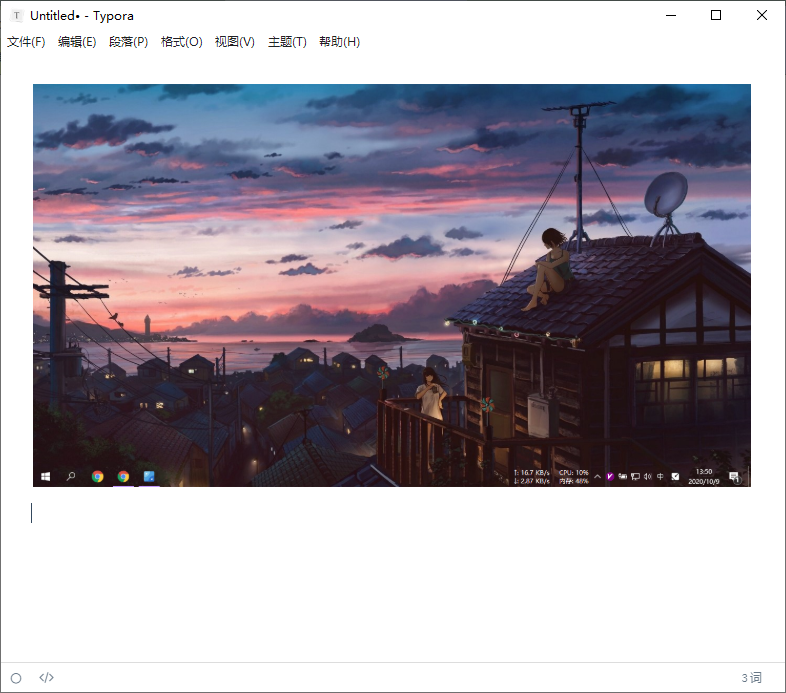 Untitled• - Typora
文件(F) 编辑(E) 段落(P) 格式(O) 视图(V) 主题(T) 帮助(H)
↑: 16.7 KB/s CPU: 10%
↓: 2.87 KB/s 内存: 48%
中
13:50
2020/10/9
3 词